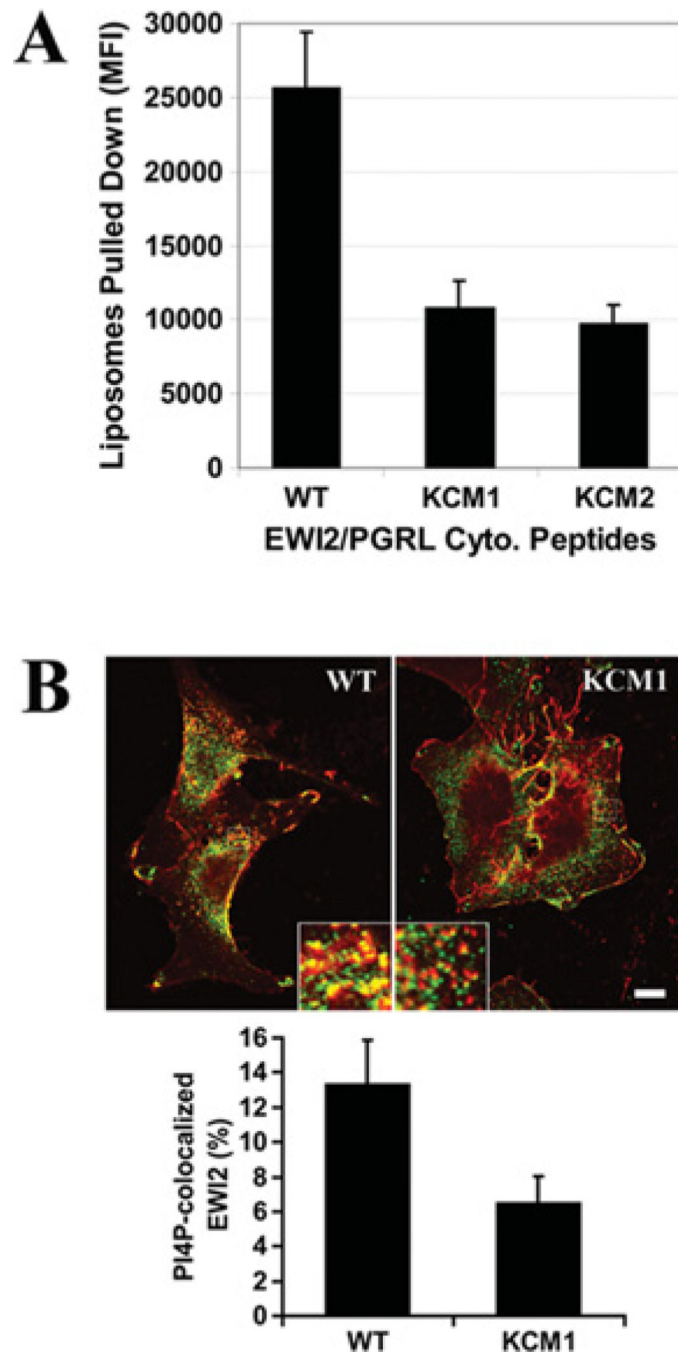 A
Liposomes Pulled Down (MFI)
30000
25000
20000
15000
10000
5000
0
WT KCM1 KCM2
EWI2/PGRL Cyto. Peptides
B
WT KCM1
PI4P-colocalized
EWI2 (%)
16
14
12
10
8
6
4
2
0
WT KCM1